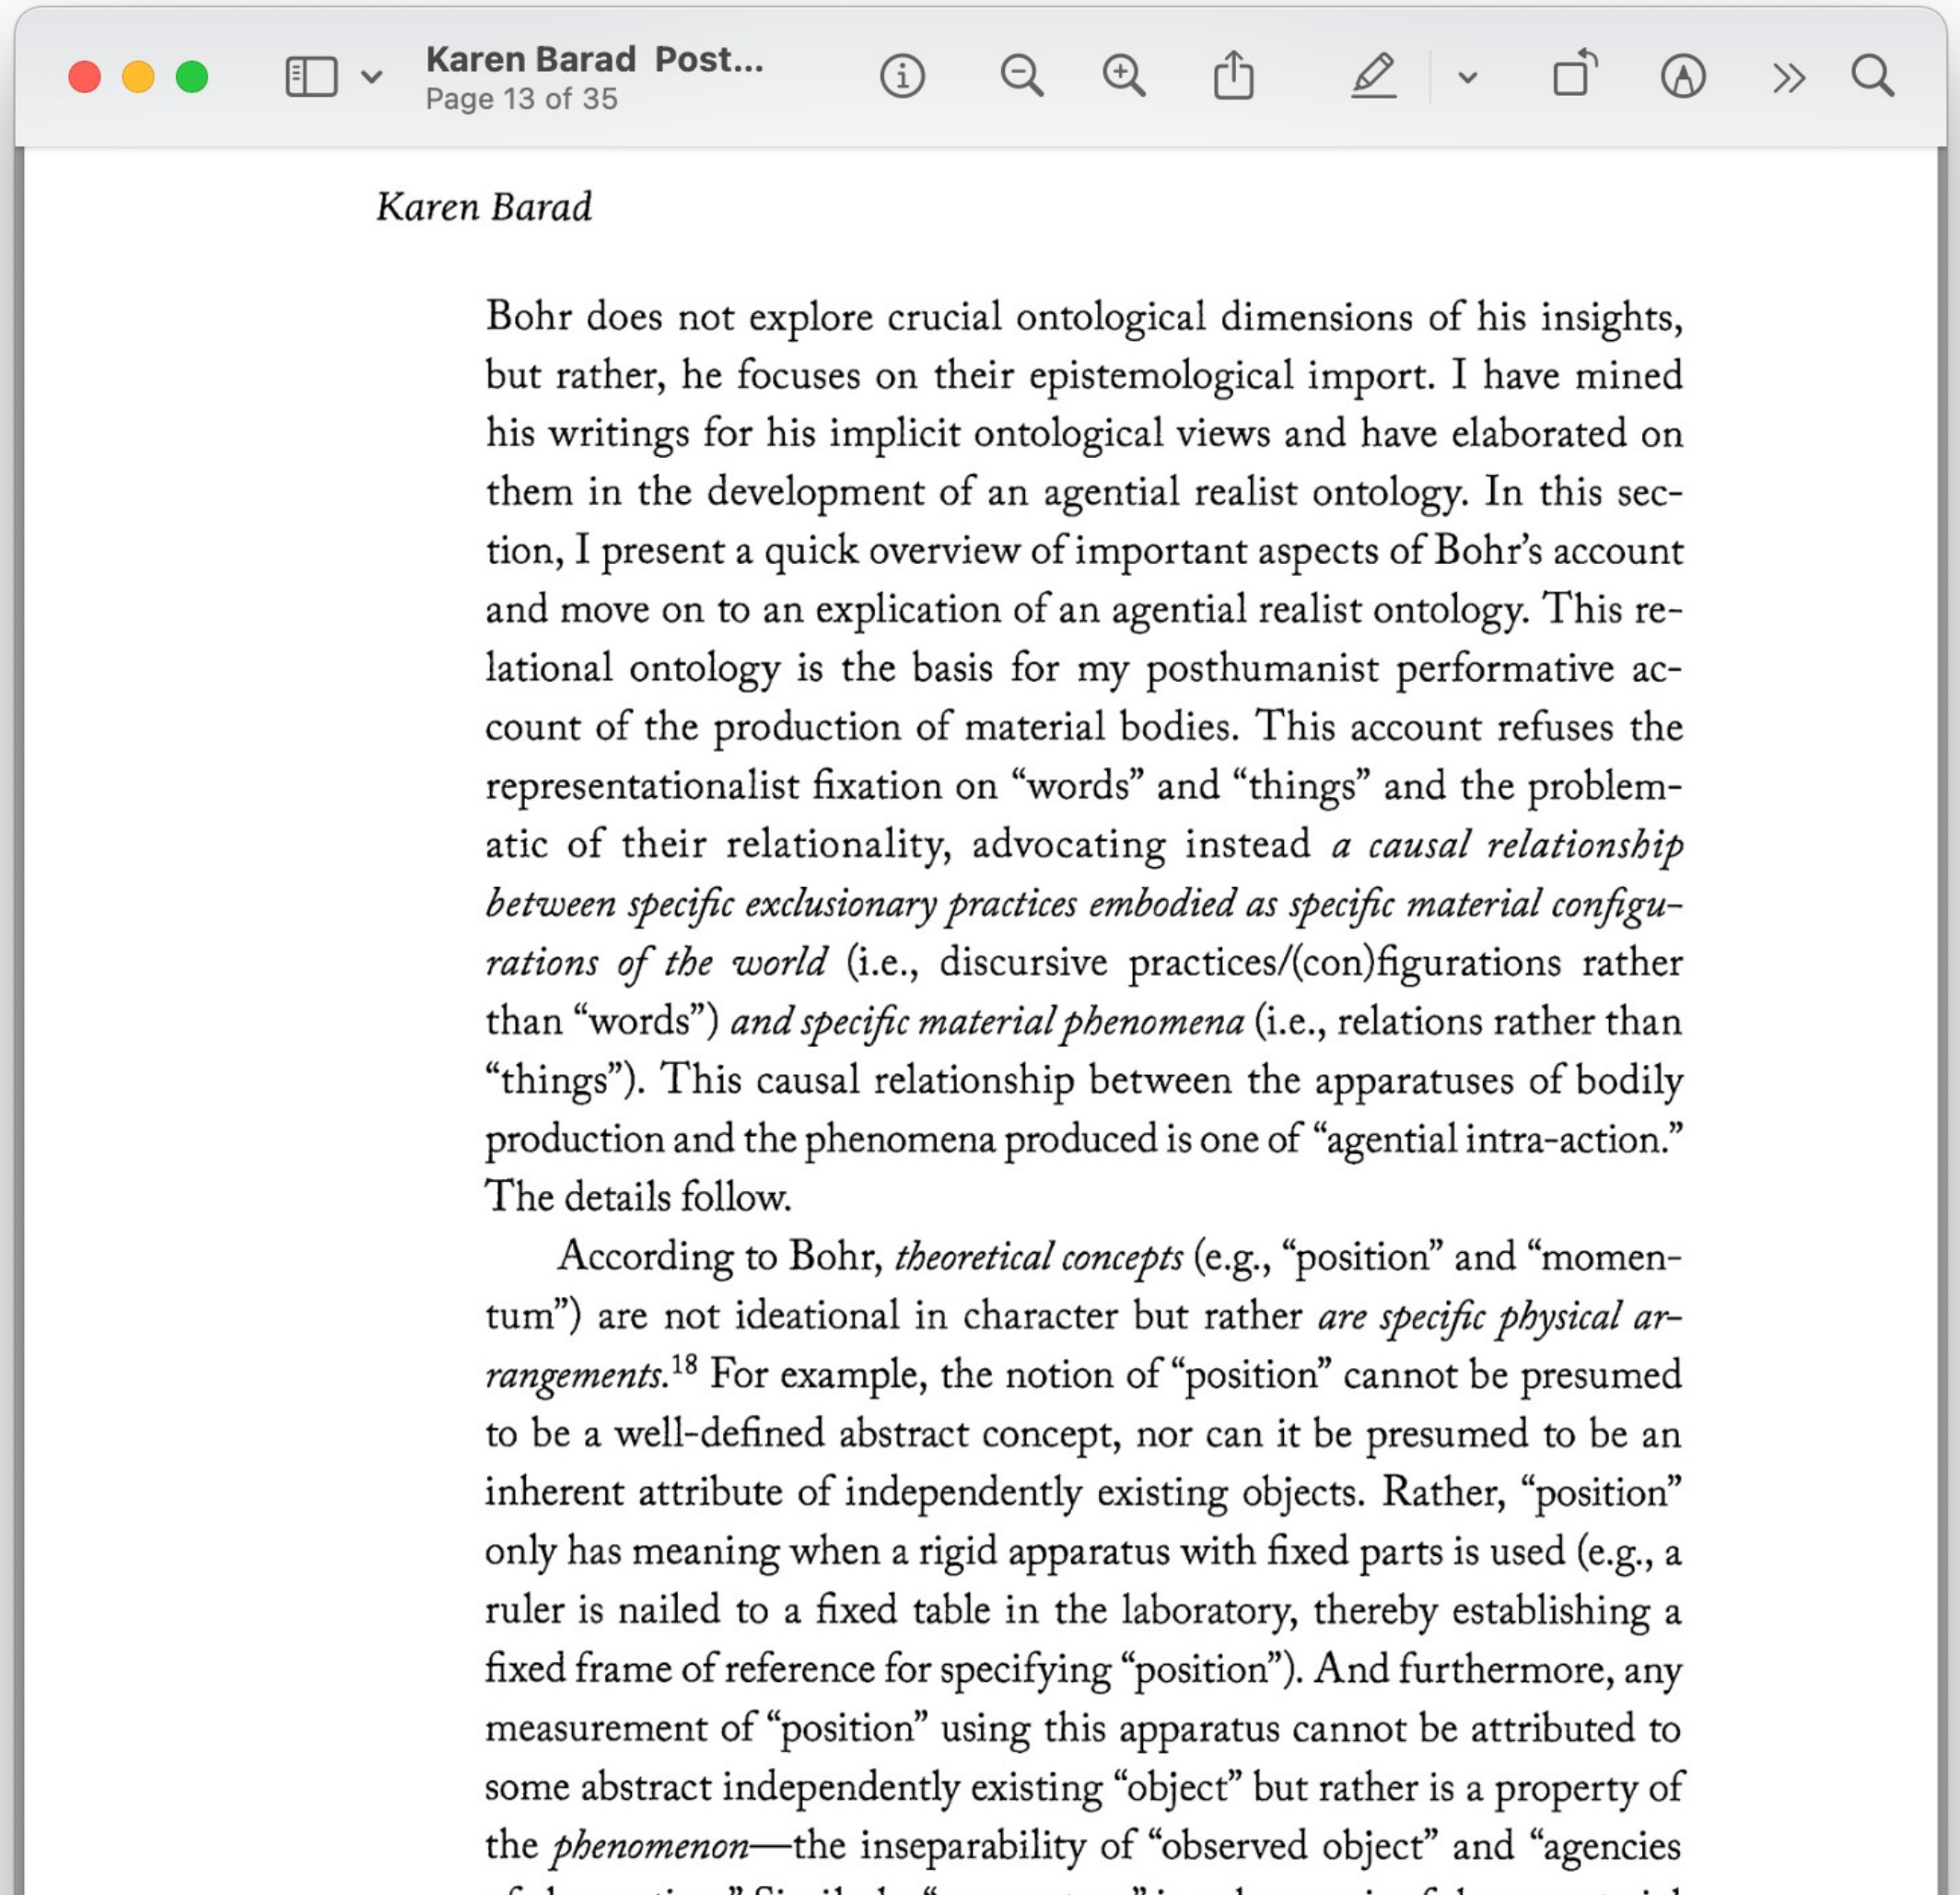 Karen Barad Post...
Page 13 of 35
Karen Barad
Bohr does not explore crucial ontological dimensions of his insights,
but rather, he focuses on their epistemological import. I have mined
his writings for his implicit ontological views and have elaborated on
them in the development of an agential realist ontology. In this sec-
tion, I present a quick overview of important aspects of Bohr’s account
and move on to an explication of an agential realist ontology. This re-
lational ontology is the basis for my posthumanist performative ac-
count of the production of material bodies. This account refuses the
representationalist fixation on “words” and “things” and the problem-
atic of their relationality, advocating instead a causal relationship
between specific exclusionary practices embodied as specific material configu-
rations of the world (i.e., discursive practices/(con)figurations rather
than “words”) and specific material phenomena (i.e., relations rather than
“things”). This causal relationship between the apparatuses of bodily
production and the phenomena produced is one of “agential intra-action.”
The details follow.
According to Bohr, theoretical concepts (e.g., “position” and “momen-
tum”) are not ideational in character but rather are specific physical ar-
rangements.18 For example, the notion of “position” cannot be presumed
to be a well-defined abstract concept, nor can it be presumed to be an
inherent attribute of independently existing objects. Rather, “position”
only has meaning when a rigid apparatus with fixed parts is used (e.g., a
ruler is nailed to a fixed table in the laboratory, thereby establishing a
fixed frame of reference for specifying “position”). And furthermore, any
measurement of “position” using this apparatus cannot be attributed to
some abstract independently existing “object” but rather is a property of
the phenomenon—the inseparability of “observed object” and “agencies